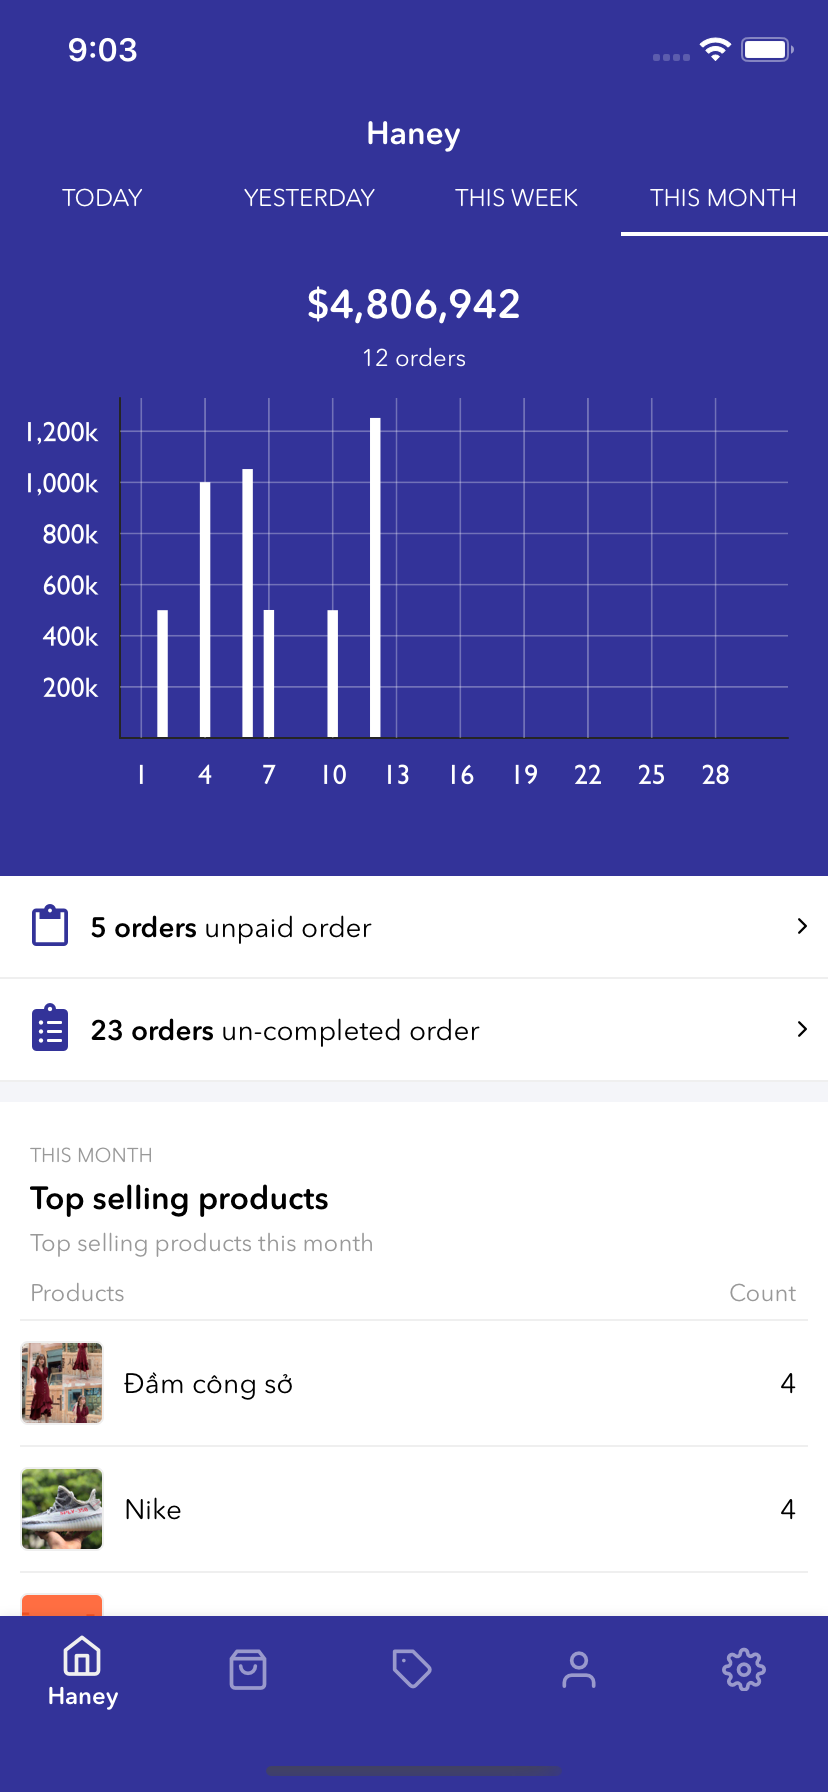 9:03
Haney
TODAY YESTERDAY THIS WEEK THIS MONTH
$4,806,942
12 orders
1,200k
1,000k
800k
600k
400k
200k
1 4 7 10 13 16 19 22 25 28
5 orders unpaid order
23 orders un-completed order
THIS MONTH
Top selling products
Top selling products this month
Products Count
Đầm công sở 4
Nike 4
Haney